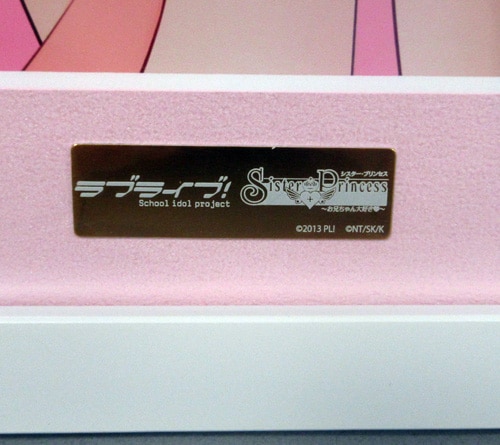 ラブライブ!
School idol project
シスター・プリンセス
Sister Princess
～お兄ちゃん大好き♥～
©2013 PL! ©NT/SK/K